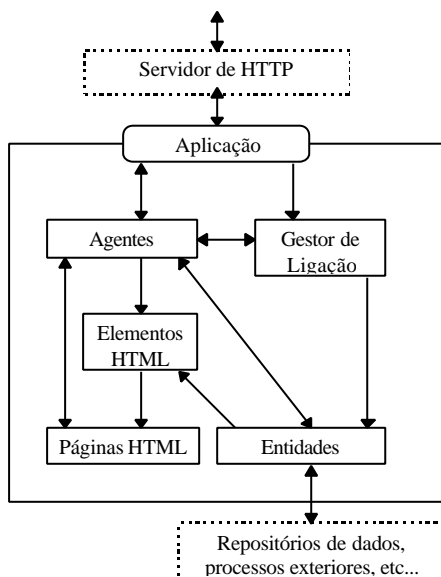 Servidor de HTTP
Aplicação
Agentes
Gestor de
Ligação
Elementos
HTML
Páginas HTML
Entidades
Repositórios de dados,
processos exteriores, etc...